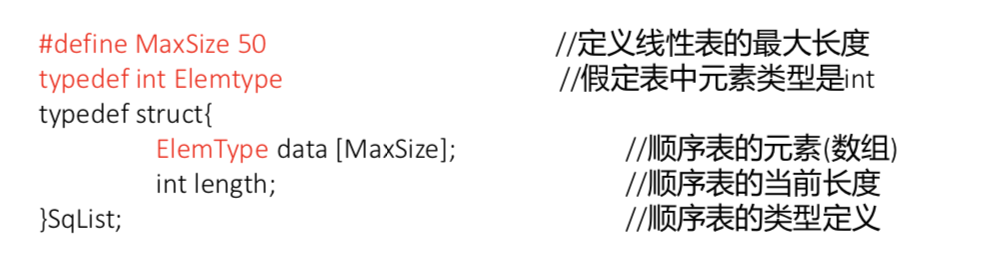 #define MaxSize 50 //定义线性表的最大长度
typedef int Elemtype //假定表中元素类型是int
typedef struct{
ElemType data [MaxSize]; //顺序表的元素(数组)
int length; //顺序表的当前长度
}SqList; //顺序表的类型定义